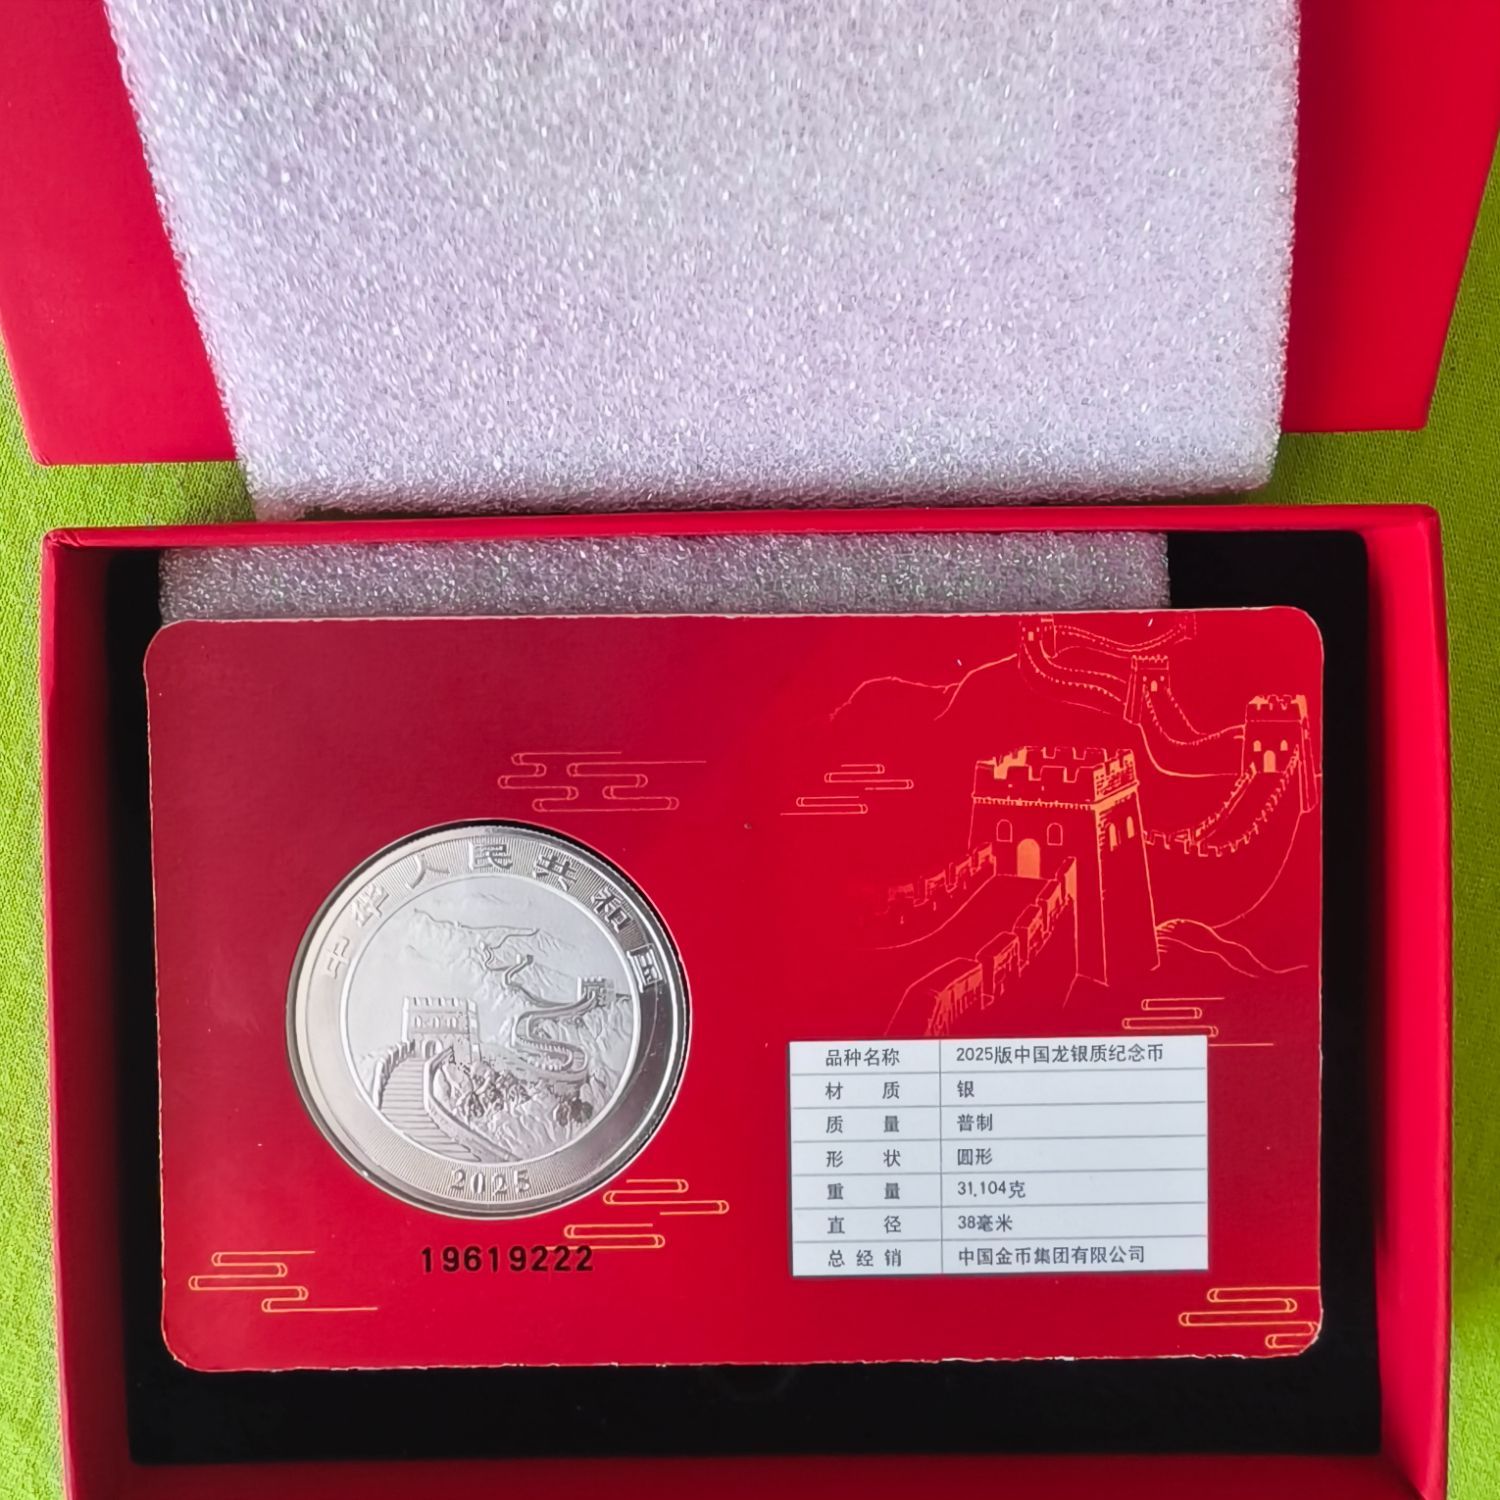 中华人民共和国
2025
19619222
品种名称 2025版中国龙银质纪念币
材 质 银
质 量 普制
形 状 圆形
重 量 31.104克
直 径 38毫米
总经销 中国金币集团有限公司